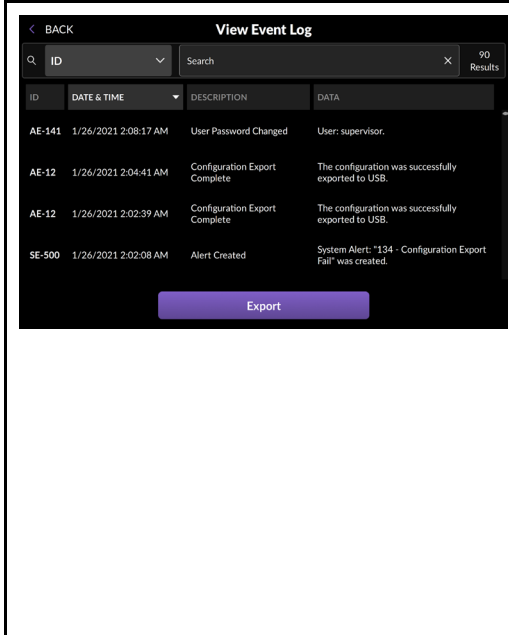 BACK
View Event Log
ID
Search
X
90
Results
ID DATE & TIME DESCRIPTION DATA
AE-141 1/26/2021 2:08:17 AM User Password Changed User: supervisor.
AE-12 1/26/2021 2:04:41 AM Configuration Export
Complete
The configuration was successfully
exported to USB.
AE-12 1/26/2021 2:02:39 AM Configuration Export
Complete
The configuration was successfully
exported to USB.
SE-500 1/26/2021 2:02:08 AM Alert Created System Alert: "134 - Configuration Export
Fail" was created.
Export